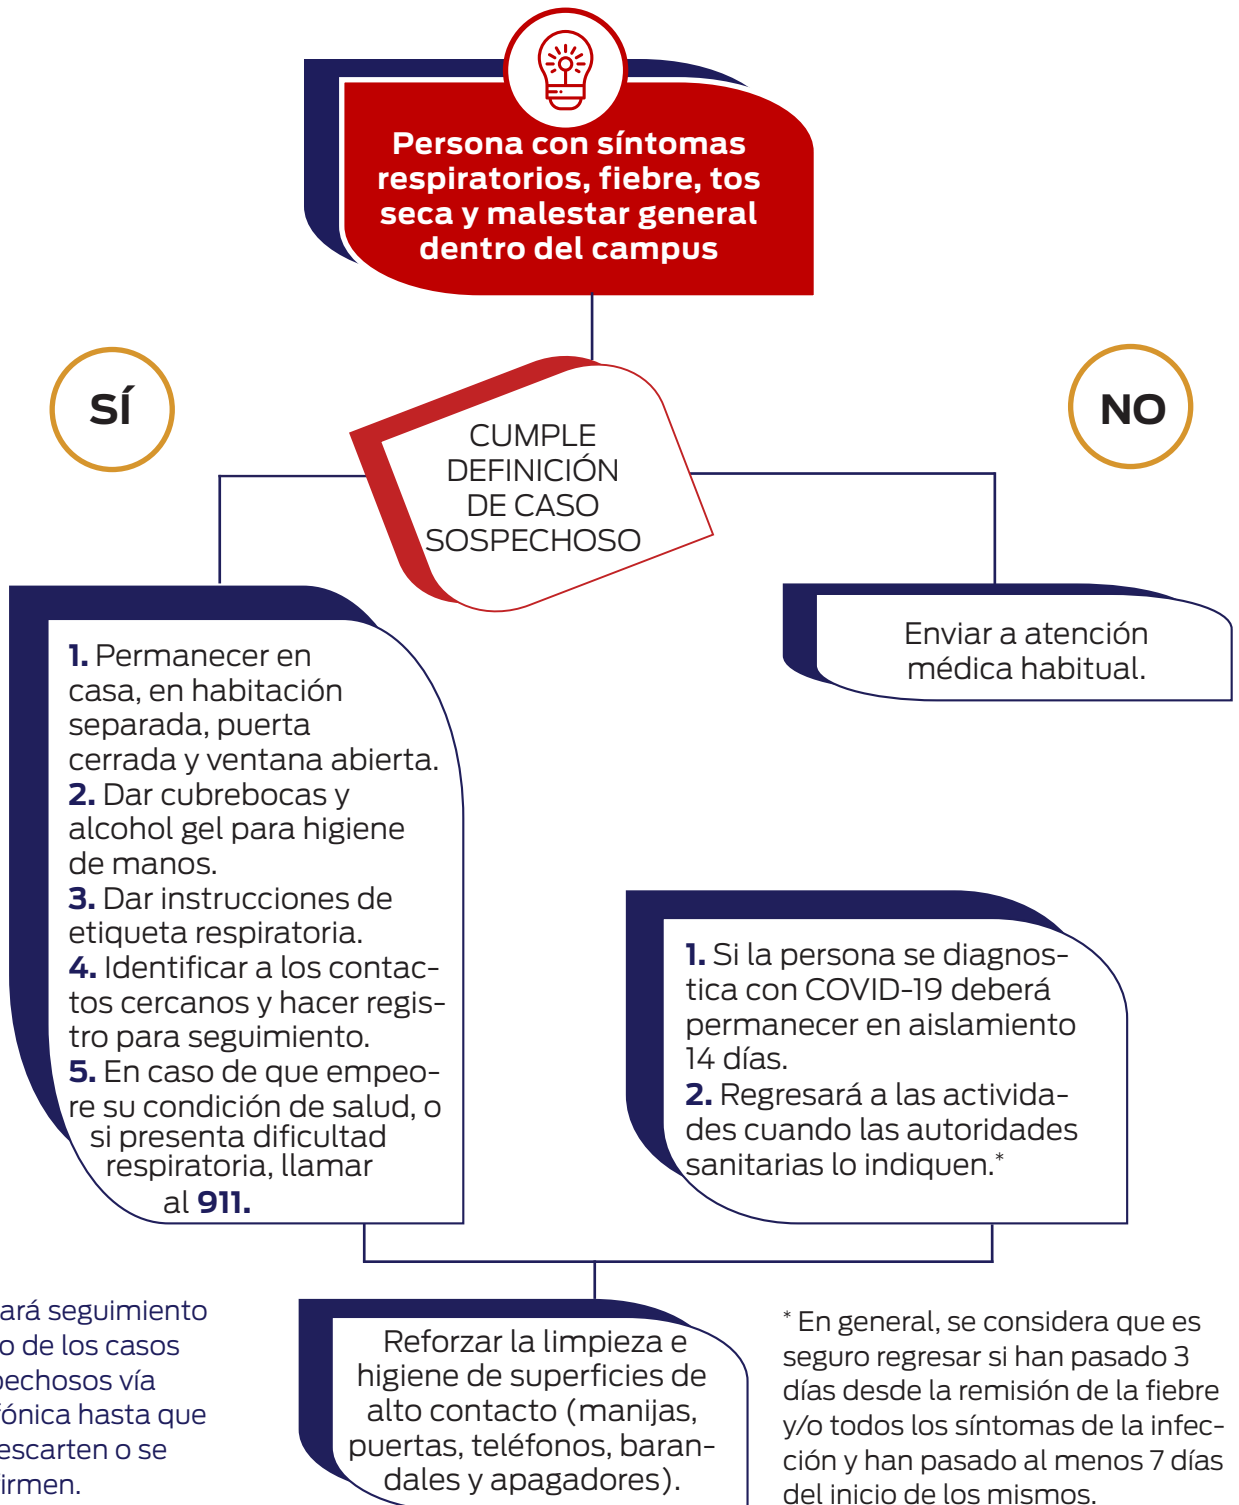 Persona con síntomas
respiratorios, fiebre, tos
seca y malestar general
dentro del campus
SÍ
NO
CUMPLE
DEFINICIÓN
DE CASO
SOSPECHOSO
1. Permanecer en
casa, en habitación
separada, puerta
cerrada y ventana abierta.
2. Dar cubrebocas y
alcohol gel para higiene
de manos.
3. Dar instrucciones de
etiqueta respiratoria.
4. Identificar a los contac-
tos cercanos y hacer regis-
tro para seguimiento.
5. En caso de que empeo-
re su condición de salud, o
si presenta dificultad
respiratoria, llamar
al 911.
Enviar a atención
médica habitual.
1. Si la persona se diagnos-
tica con COVID-19 deberá
permanecer en aislamiento
14 días.
2. Regresará a las activida-
des cuando las autoridades
sanitarias lo indiquen.*
seguimiento
de los casos
vía
hasta que
o se
Reforzar la limpieza e
higiene de superficies de
alto contacto (manijas,
puertas, teléfonos, baran-
dales y apagadores).
* En general, se considera que es
seguro regresar si han pasado 3
días desde la remisión de la fiebre
y/o todos los síntomas de la infec-
ción y han pasado al menos 7 días
del inicio de los mismos.